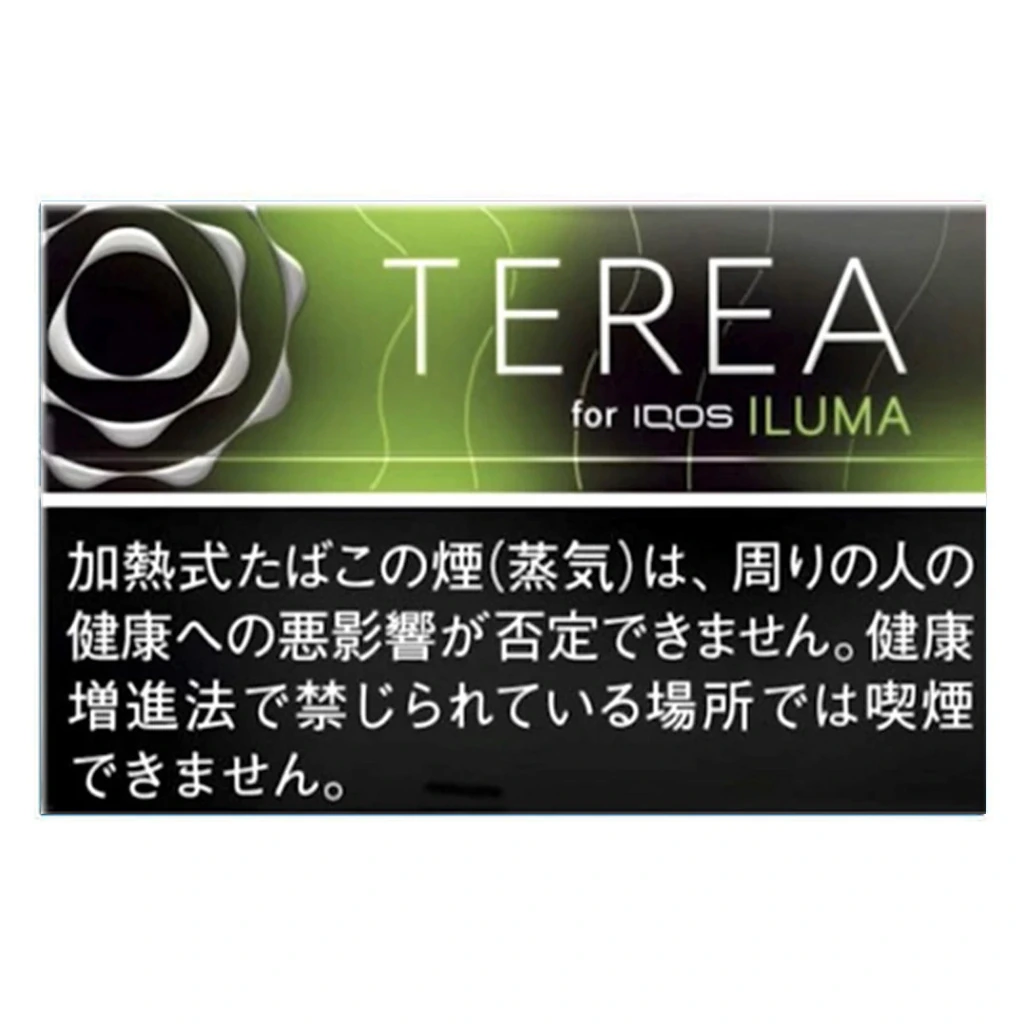 TEREA
for IQOS ILUMA
加熱式たばこの煙(蒸気)は、周りの人の
健康への悪影響が否定できません。健康
増進法で禁じられている場所では喫煙
できません。